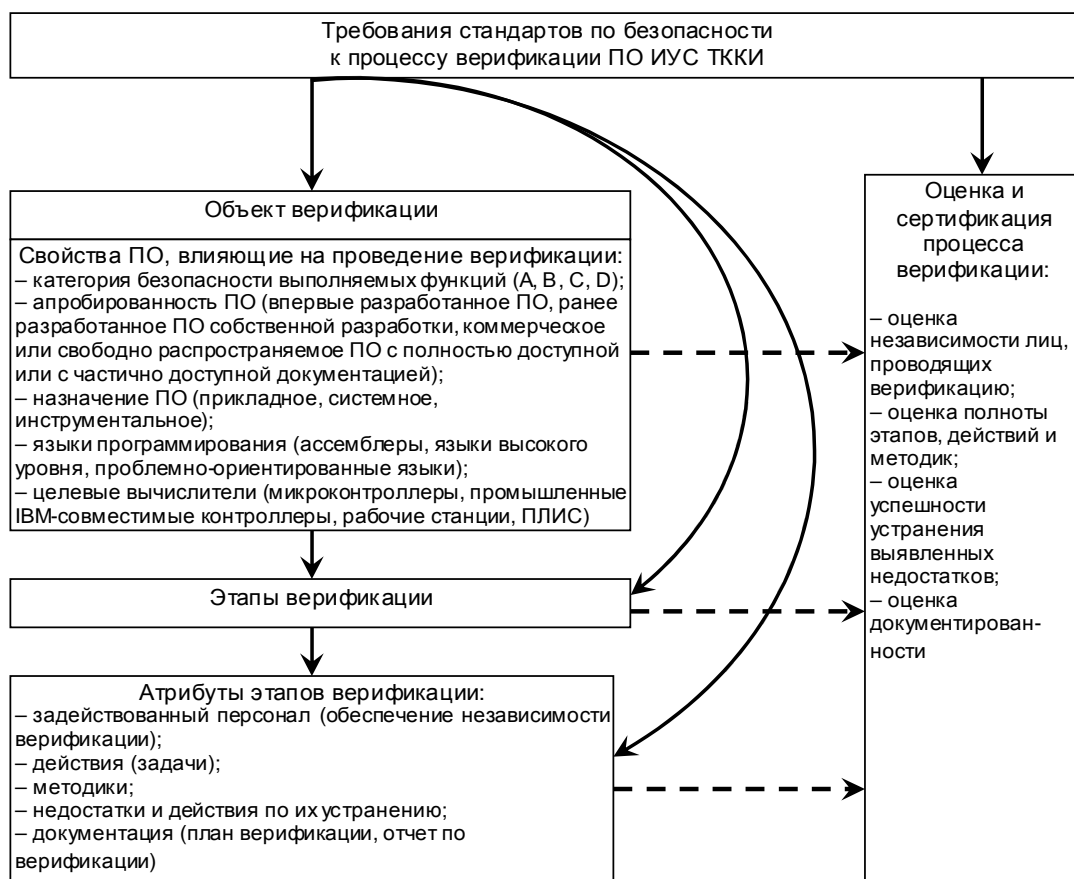 Требования стандартов по безопасности
к процессу верификации ПО ИУС ТККИ
Объект верификации
Свойства ПО, влияющие на проведение верификации:
– категория безопасности выполняемых функций (A, B, C, D);
– апробированность ПО (впервые разработанное ПО, ранее
разработанное ПО собственной разработки, коммерческое
или свободно распространяемое ПО с полностью доступной
или с частично доступной документацией);
– назначение ПО (прикладное, системное,
инструментальное);
– языки программирования (ассемблеры, языки высокого
уровня, проблемно-ориентированные языки);
– целевые вычислители (микроконтроллеры, промышленные
IBM-совместимые контроллеры, рабочие станции, ПЛИС)
Этапы верификации
Атрибуты этапов верификации:
– задействованный персонал (обеспечение независимости
верификации);
– действия (задачи);
– методики;
– недостатки и действия по их устранению;
– документация (план верификации, отчет по
верификации)
Оценка и
сертификация
процесса
верификации:
– оценка
независимости лиц,
проводящих
верификацию;
– оценка полноты
этапов, действий и
методик;
– оценка
успешности
устранения
выявленных
недостатков;
– оценка
документирован-
ности